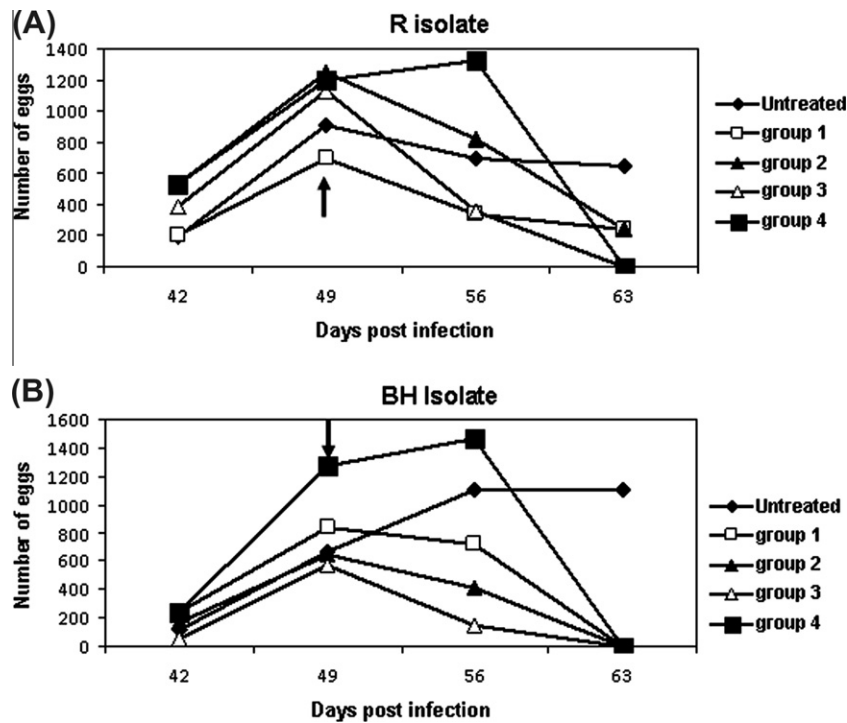 (A)
R isolate
Number of eggs
1400
1200
1000
800
600
400
200
0
42 49 56 63
Days post infection
Untreated
group 1
group 2
group 3
group 4
(B)
BH Isolate
Number of eggs
1600
1400
1200
1000
800
600
400
200
0
42 49 56 63
Days post infection
Untreated
group 1
group 2
group 3
group 4